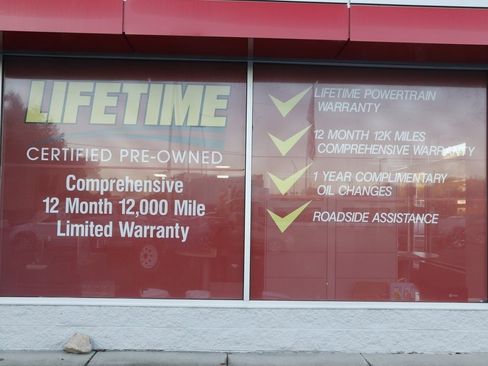 LIFETIME
CERTIFIED PRE-OWNED
Comprehensive
12 Month 12,000 Mile
Limited Warranty
LIFETIME POWERTRAIN
WARRANTY
12 MONTH 12K MILES
COMPREHENSIVE WARRANTY
1 YEAR COMPLIMENTARY
OIL CHANGES
ROADSIDE ASSISTANCE